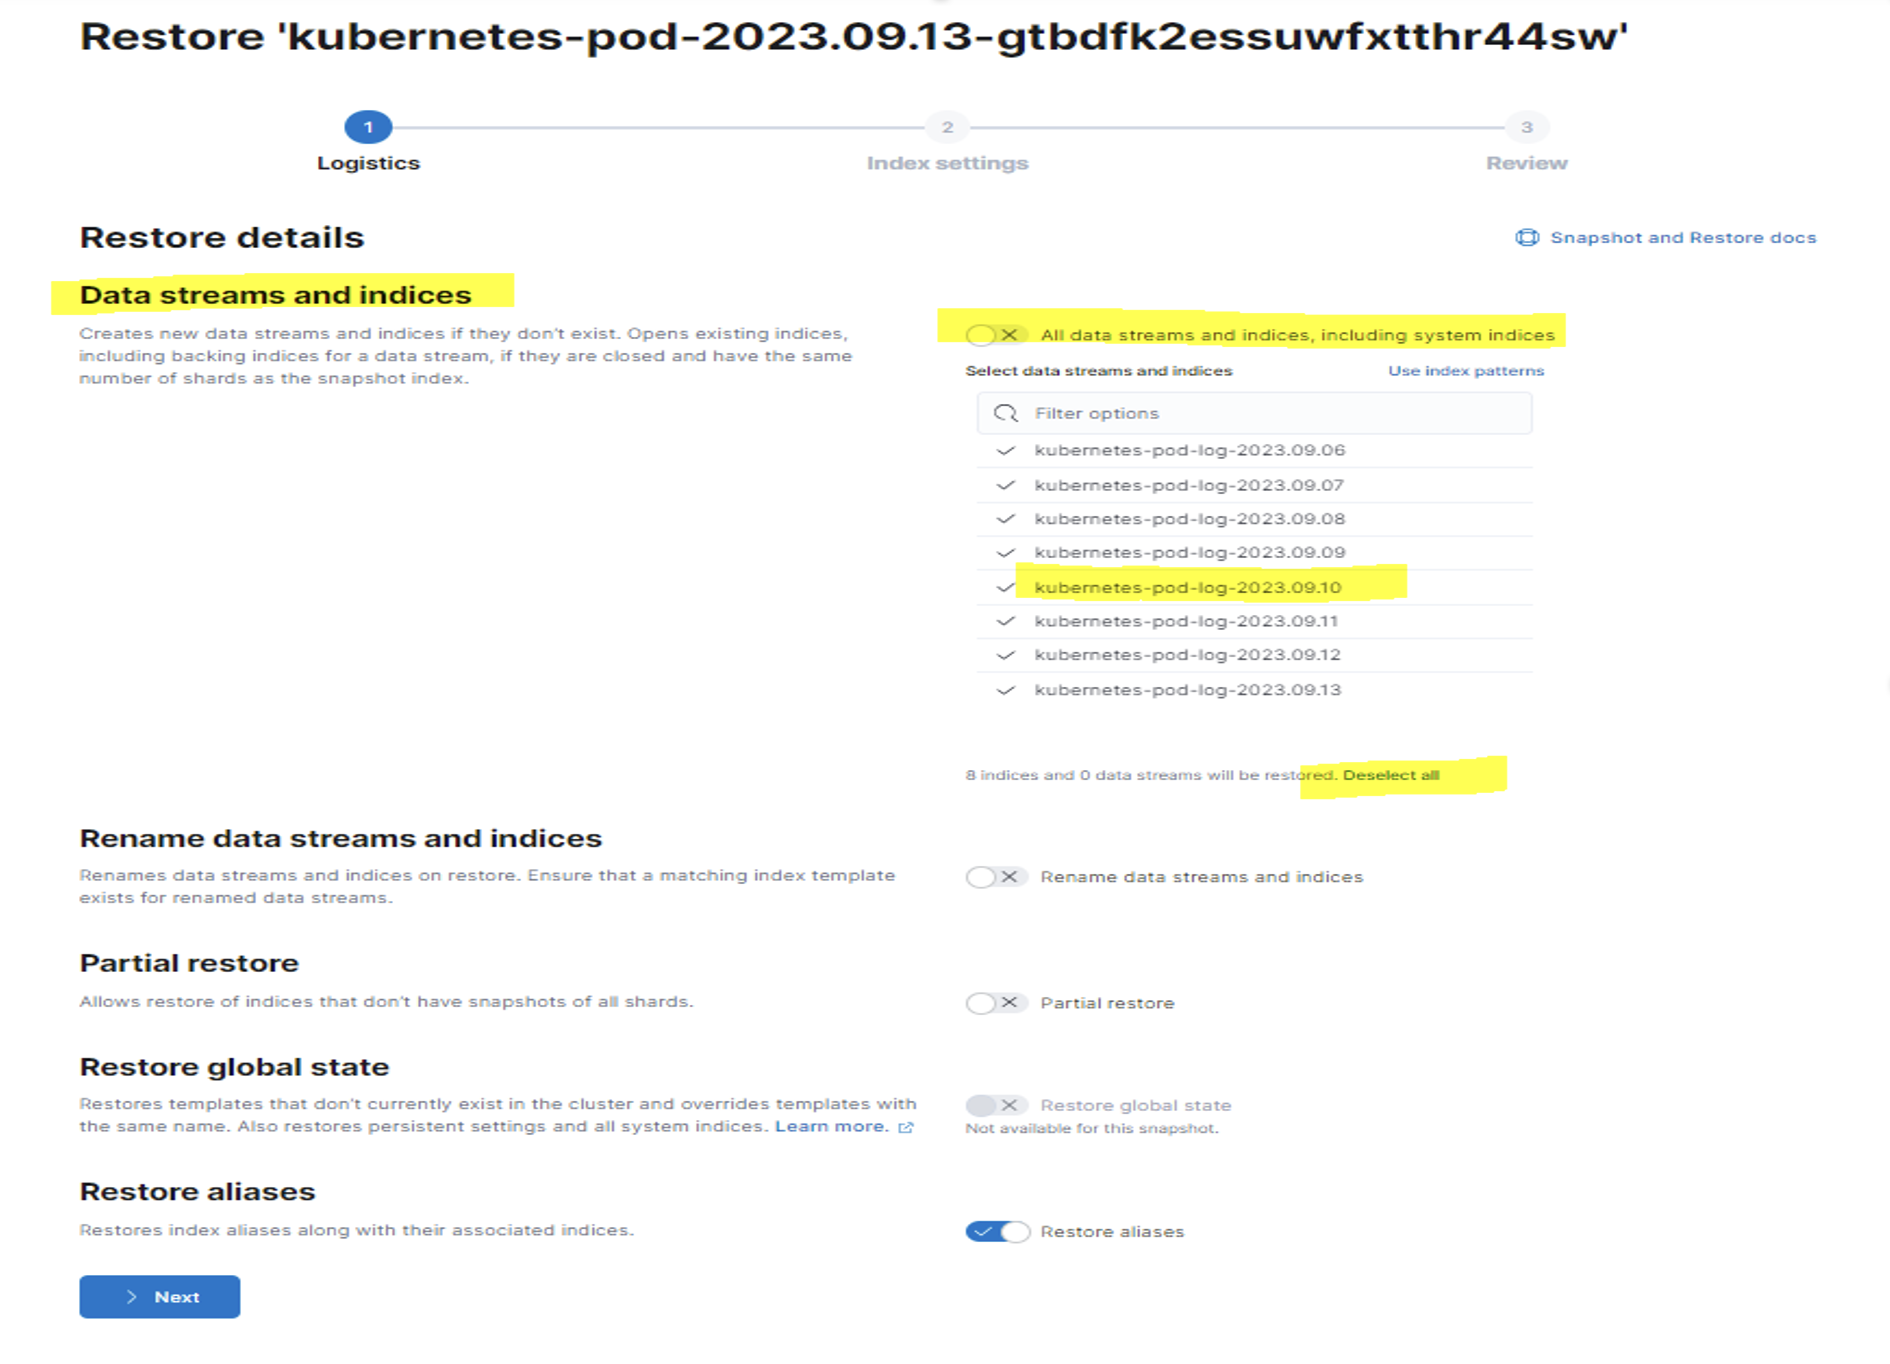 Restore 'kubernetes-pod-2023.09.13-gtbdfk2essuwfxtthr44sw'
1
2
3
Logistics
Index settings
Review
Restore details
Snapshot and Restore docs
Data streams and indices
Creates new data streams and indices if they don't exist. Opens existing indices,
including backing indices for a data stream, if they are closed and have the same
number of shards as the snapshot index.
All data streams and indices, including system indices
Select data streams and indices
Use index patterns
Filter options
kubernetes-pod-log-2023.09.06
kubernetes-pod-log-2023.09.07
kubernetes-pod-log-2023.09.08
kubernetes-pod-log-2023.09.09
kubernetes-pod-log-2023.09.10
kubernetes-pod-log-2023.09.11
kubernetes-pod-log-2023.09.12
kubernetes-pod-log-2023.09.13
8 indices and 0 data streams will be restored. Deselect all
Rename data streams and indices
Renames data streams and indices on restore. Ensure that a matching index template
exists for renamed data streams.
Rename data streams and indices
Partial restore
Allows restore of indices that don't have snapshots of all shards.
Partial restore
Restore global state
Restores templates that don't currently exist in the cluster and overrides templates with
the same name. Also restores persistent settings and all system indices. Learn more.
Restore global state
Not available for this snapshot.
Restore aliases
Restores index aliases along with their associated indices.
Restore aliases
Next